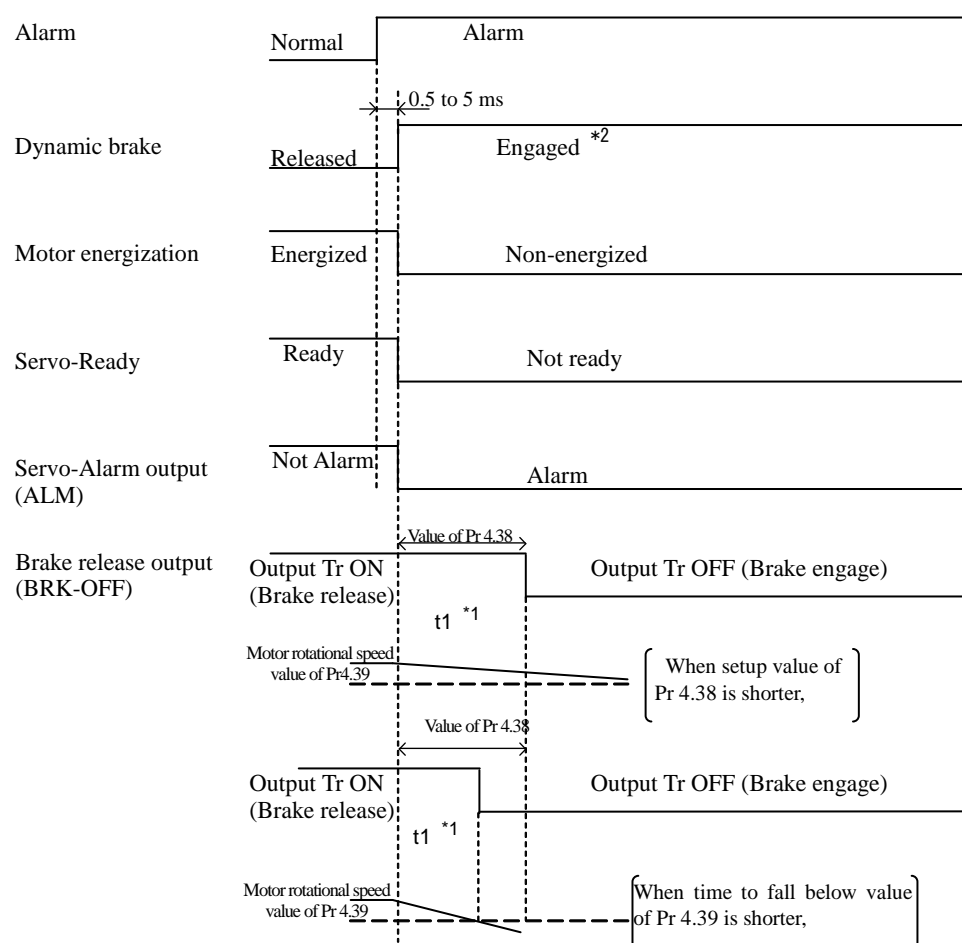 Alarm
Normal
Alarm
0.5 to 5 ms
Dynamic brake
Released
Engaged *2
Motor energization
Energized
Non-energized
Servo-Ready
Ready
Not ready
Servo-Alarm output
(ALM)
Not Alarm
Alarm
Value of Pr 4.38
Brake release output
(BRK-OFF)
Output Tr ON
(Brake release)
Output Tr OFF (Brake engage)
t1 *1
Motor rotational speed
value of Pr4.39
When setup value of
Pr 4.38 is shorter,
Value of Pr 4.38
Output Tr ON
(Brake release)
Output Tr OFF (Brake engage)
t1 *1
Motor rotational speed
value of Pr 4.39
When time to fall below value
of Pr 4.39 is shorter,